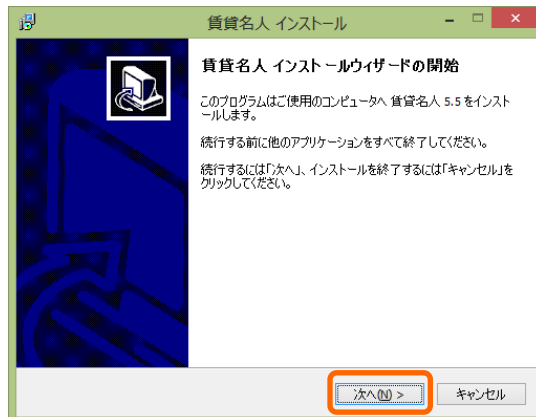 賃貸名人 インストール
賃貸名人 インストールウィザードの開始
このプログラムはご使用のコンピュータへ 賃貸名人 5.5 をインスト
ールします。
続行する前に他のアプリケーションをすべて終了してください。
続行するには「次へ」、インストールを終了するには「キャンセル」を
クリックしてください。
次へ(N) >
キャンセル